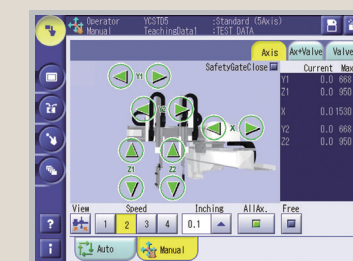 Operator YCSTD5 :Standard (5Axis)
Manual TeachingData1 :TEST DATA
Axis Ax+Valve Valve
SafetyGateClose
Current Max
Y1 0.0 668
Z1 0.0 950
X 0.0 1530
Y2 0.0 668
Z2 0.0 950
Y1
X
Z1 Z2
View Speed Inching AllAx. Free
1 2 3 4 0.1
? i
Auto Manual